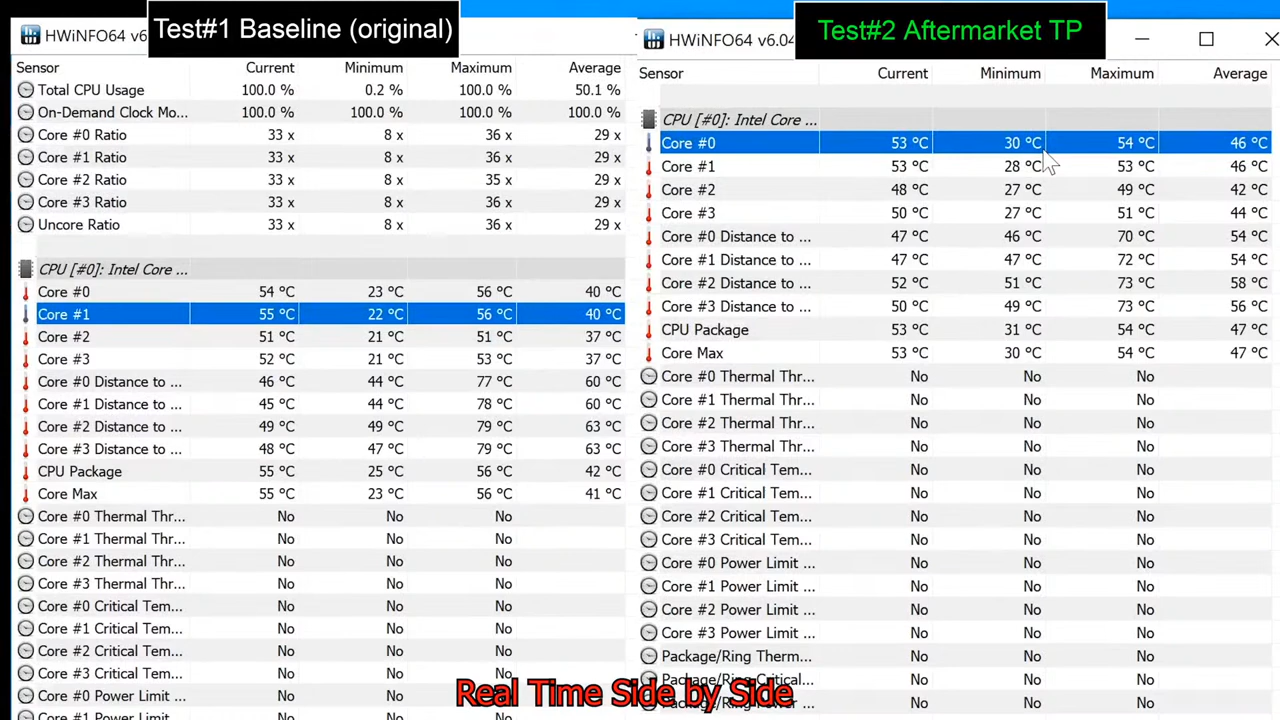 Test#1 Baseline (original)
HWiNFO64 v6
Sensor Current Minimum Maximum Average
Total CPU Usage 100.0 % 0.2 % 100.0 % 50.1 %
On-Demand Clock Mo... 100.0 % 100.0 % 100.0 % 100.0 %
Core #0 Ratio 33 x 8 x 36 x 29 x
Core #1 Ratio 33 x 8 x 36 x 29 x
Core #2 Ratio 33 x 8 x 35 x 29 x
Core #3 Ratio 33 x 8 x 36 x 29 x
Uncore Ratio 33 x 8 x 36 x 29 x
CPU [#0]: Intel Core ...
Core #0 54 °C 23 °C 56 °C 40 °C
Core #1 55 °C 22 °C 56 °C 40 °C
Core #2 51 °C 21 °C 51 °C 37 °C
Core #3 52 °C 21 °C 53 °C 37 °C
Core #0 Distance to ... 46 °C 44 °C 77 °C 60 °C
Core #1 Distance to ... 45 °C 44 °C 78 °C 60 °C
Core #2 Distance to ... 49 °C 49 °C 79 °C 63 °C
Core #3 Distance to ... 48 °C 47 °C 79 °C 63 °C
CPU Package 55 °C 25 °C 56 °C 42 °C
Core Max 55 °C 23 °C 56 °C 41 °C
Core #0 Thermal Thr... No No No
Core #1 Thermal Thr... No No No
Core #2 Thermal Thr... No No No
Core #3 Thermal Thr... No No No
Core #0 Critical Tem... No No No
Core #1 Critical Tem... No No No
Core #2 Critical Tem... No No No
Core #3 Critical Tem... No No No
Core #0 Power Limit ... No No No
Core #1 Power Limit No No No
Test#2 Aftermarket TP
HWiNFO64 v6.04
Sensor Current Minimum Maximum Average
CPU [#0]: Intel Core ...
Core #0 53 °C 30 °C 54 °C 46 °C
Core #1 53 °C 28 °C 53 °C 46 °C
Core #2 48 °C 27 °C 49 °C 42 °C
Core #3 50 °C 27 °C 51 °C 44 °C
Core #0 Distance to ... 47 °C 46 °C 70 °C 54 °C
Core #1 Distance to ... 47 °C 47 °C 72 °C 54 °C
Core #2 Distance to ... 52 °C 51 °C 73 °C 58 °C
Core #3 Distance to ... 50 °C 49 °C 73 °C 56 °C
CPU Package 53 °C 31 °C 54 °C 47 °C
Core Max 53 °C 30 °C 54 °C 47 °C
Core #0 Thermal Thr... No No No
Core #1 Thermal Thr... No No No
Core #2 Thermal Thr... No No No
Core #3 Thermal Thr... No No No
Core #0 Critical Tem... No No No
Core #1 Critical Tem... No No No
Core #2 Critical Tem... No No No
Core #3 Critical Tem... No No No
Core #0 Power Limit ... No No No
Core #1 Power Limit ... No No No
Core #2 Power Limit ... No No No
Core #3 Power Limit ... No No No
Package/Ring Therm... No No No
Package/Ring Critical... No No No
Package/Ring Power... No No No
Real Time Side by Side